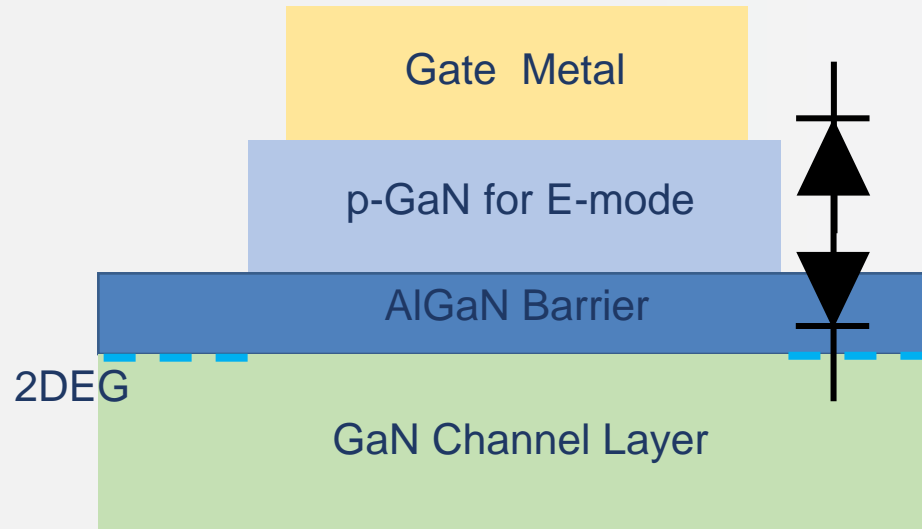 Gate Metal
p-GaN for E-mode
AlGaN Barrier
2DEG
GaN Channel Layer